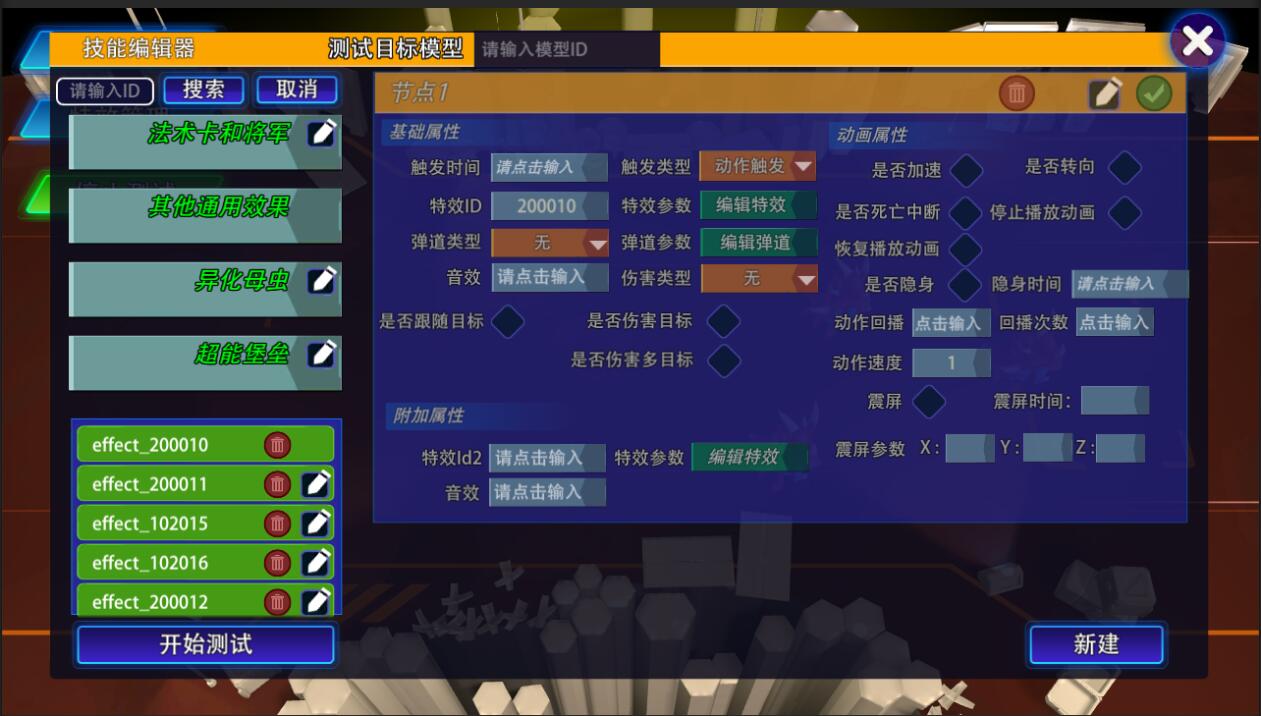 技能编辑器 测试目标模型 请输入模型ID
请输入ID 搜索 取消
法术卡和将军
其他通用效果
异化母虫
超能堡垒
effect_200010
effect_200011
effect_102015
effect_102016
effect_200012
开始测试
节点1
基础属性
触发时间 请点击输入 触发类型 动作触发
特效ID 200010 特效参数 编辑特效
弹道类型 无 弹道参数 编辑弹道
音效 请点击输入 伤害类型 无
是否跟随目标 是否伤害目标
是否伤害多目标
附加属性
特效Id2 请点击输入 特效参数 编辑特效
音效 请点击输入
动画属性
是否加速 是否转向
是否死亡中断 停止播放动画
恢复播放动画
是否隐身 隐身时间 请点击输入
动作回播 点击输入 回播次数 点击输入
动作速度 1
震屏 震屏时间:
震屏参数 X: Y: Z:
新建